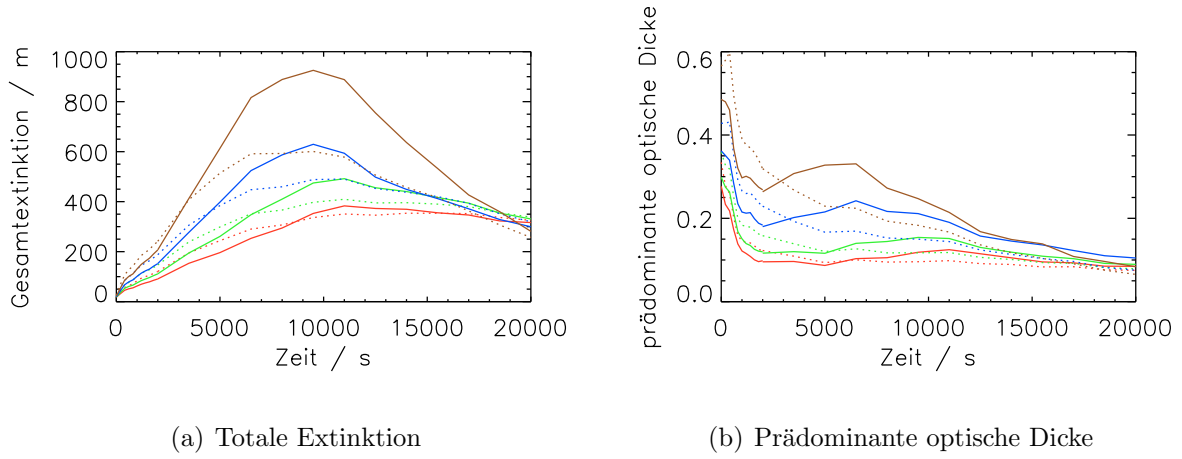 Gesamtextinktion / m
1000
800
600
400
200
0
0 5000 10000 15000 20000
Zeit / s
(a) Totale Extinktion
prädominante optische Dicke
0.6
0.4
0.2
0.0
0 5000 10000 15000 20000
Zeit / s
(b) Prädominante optische Dicke